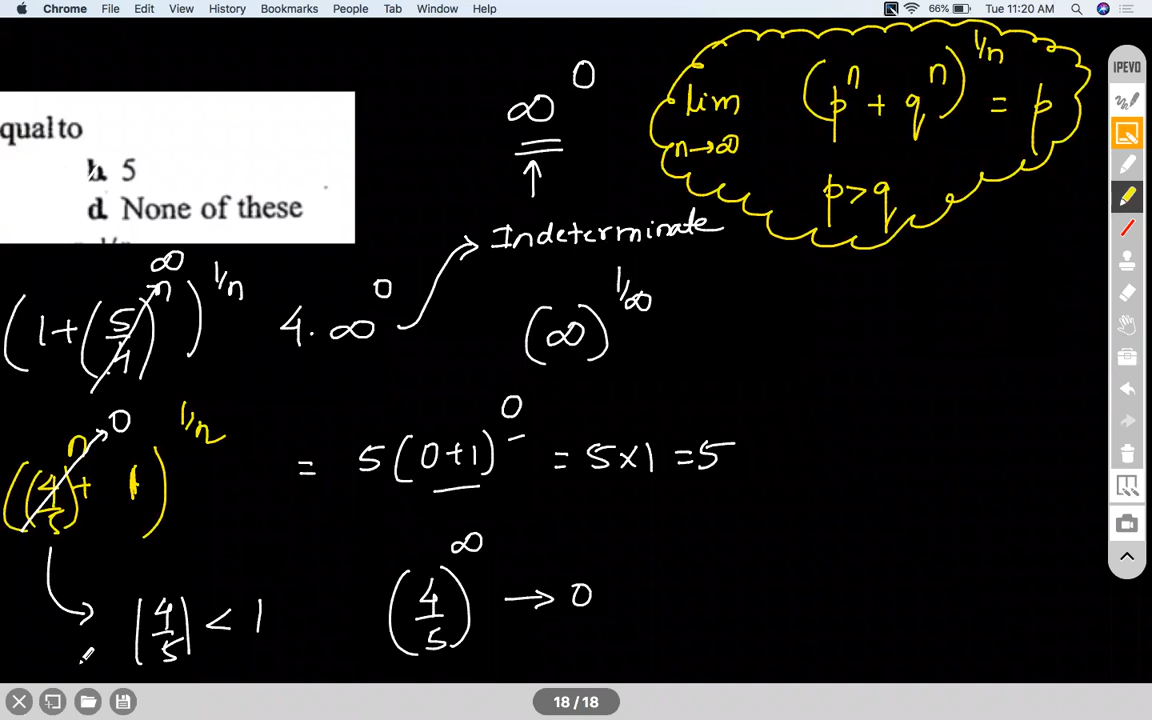 Chrome File Edit View History Bookmarks People Tab Window Help 66% Tue 11:20 AM
IPEVO
qual to
b. 5
d. None of these
∞^0
Indeterminate
lim n→∞ (p^n + q^n)^1/n = p
p>q
(1+(5/4)^n)^1/n ∞
4. ∞^0
(∞)^1/∞
((4/5)^n + 1)^1/n 0
= 5(0+1)^0 = 5×1 =5
|4/5| < 1
(4/5)^∞ → 0
18 / 18